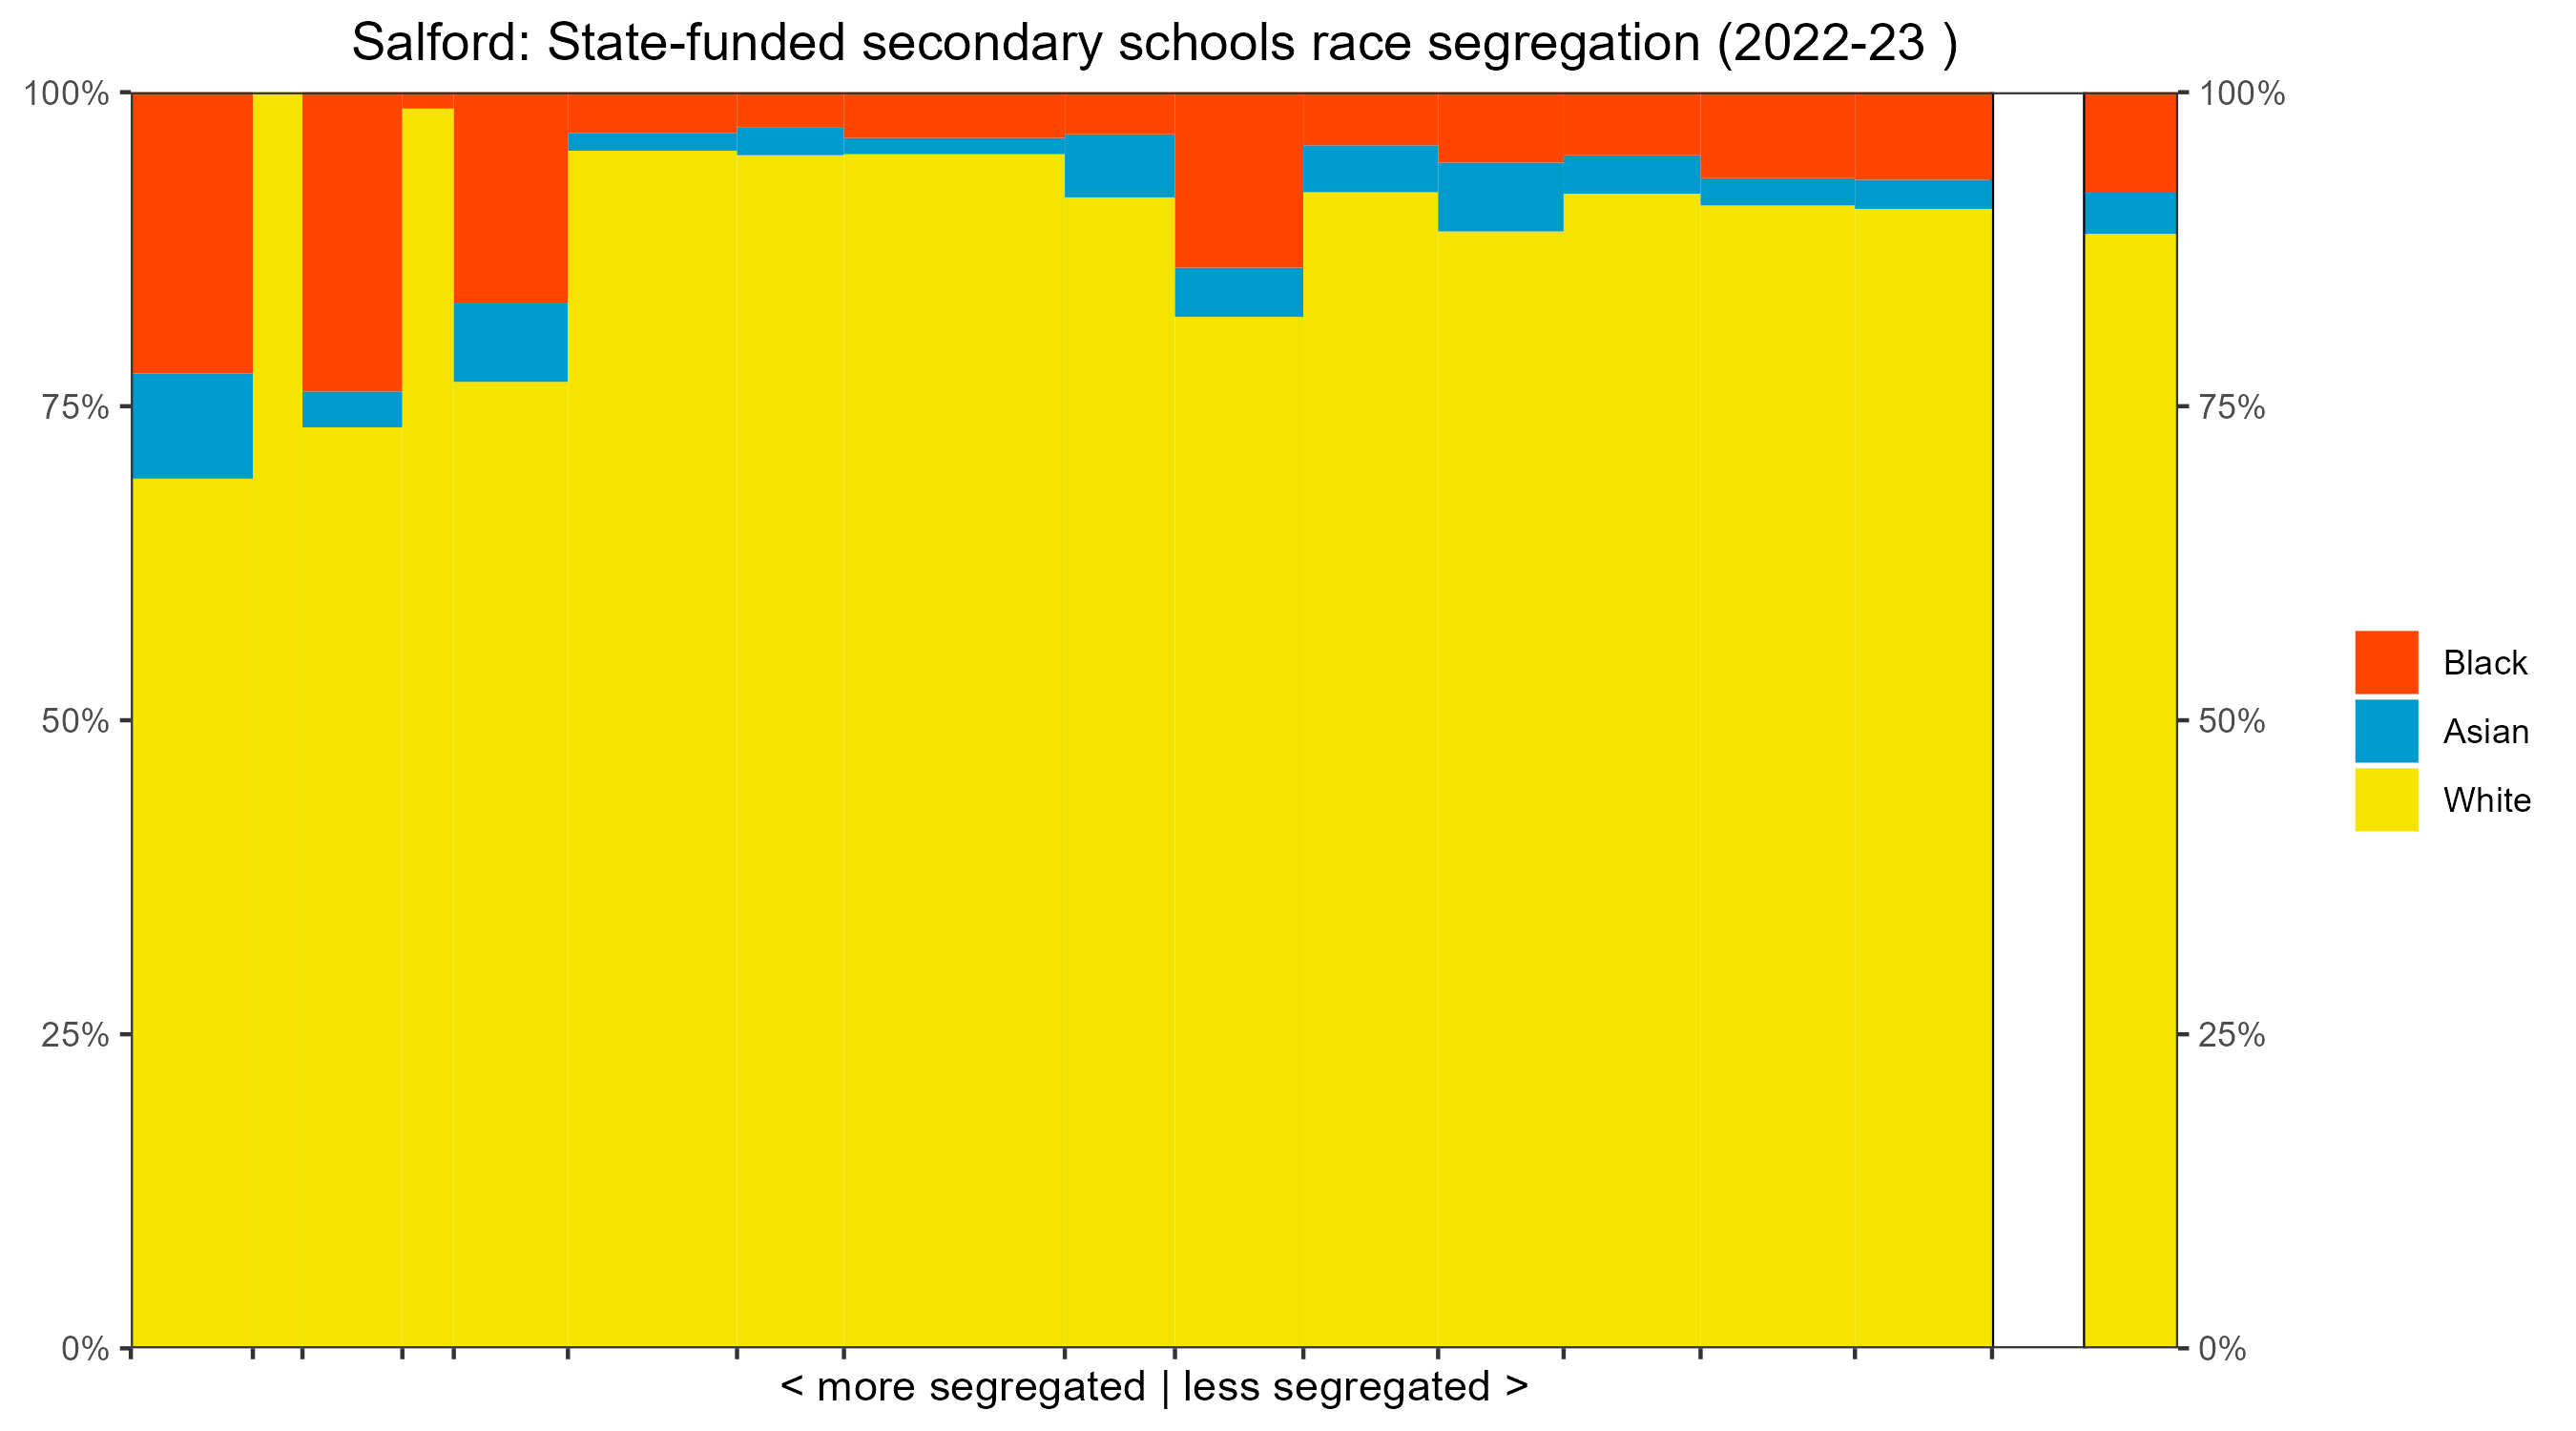 Salford: State-funded secondary schools race segregation (2022-23 )
100%
75%
50%
25%
0%
100%
75%
50%
25%
0%
Black
Asian
White
< more segregated | less segregated >